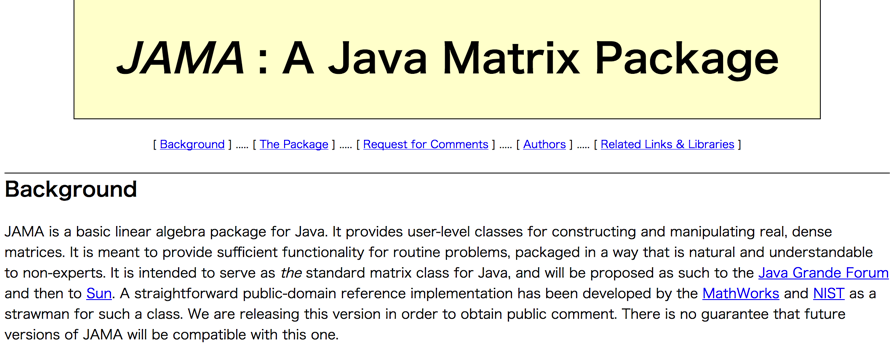 JAMA : A Java Matrix Package
[ Background ] ..... [ The Package ] ..... [ Request for Comments ] ..... [ Authors ] ..... [ Related Links & Libraries ]
Background
JAMA is a basic linear algebra package for Java. It provides user-level classes for constructing and manipulating real, dense
matrices. It is meant to provide sufficient functionality for routine problems, packaged in a way that is natural and understandable
to non-experts. It is intended to serve as the standard matrix class for Java, and will be proposed as such to the Java Grande Forum
and then to Sun. A straightforward public-domain reference implementation has been developed by the MathWorks and NIST as a
strawman for such a class. We are releasing this version in order to obtain public comment. There is no guarantee that future
versions of JAMA will be compatible with this one.